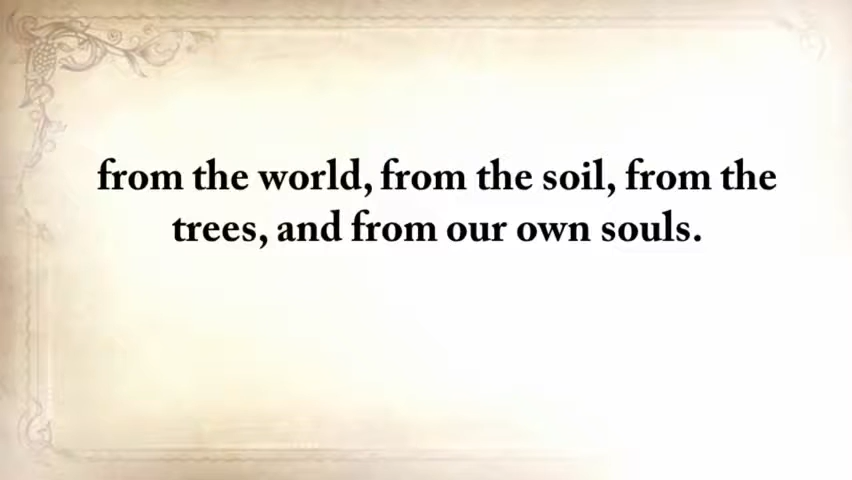 from the world, from the soil, from the
trees, and from our own souls.